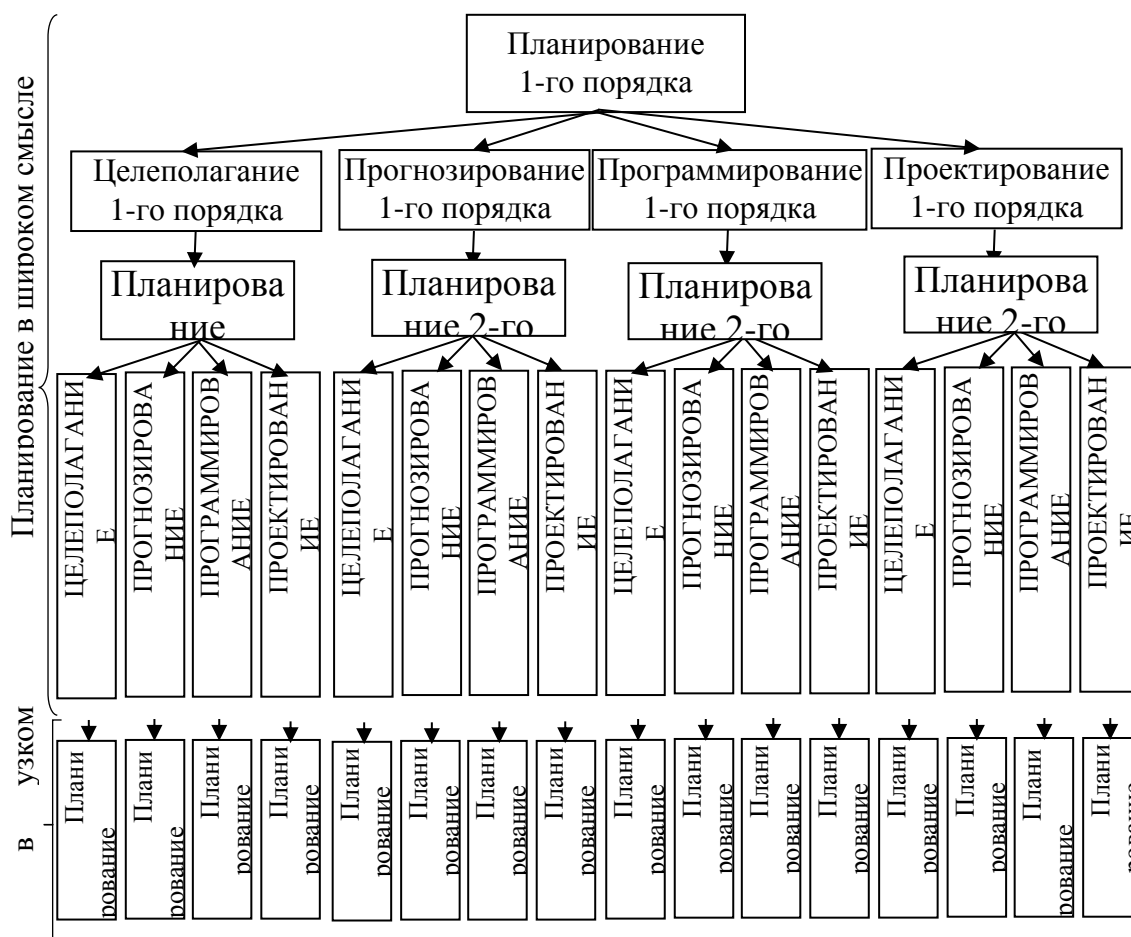 Планирование в широком смысле
Планирование
1-го порядка
Целеполагание
1-го порядка
Прогнозирование
1-го порядка
Программирование
1-го порядка
Проектирование
1-го порядка
Планирова
ние
Планирова
ние 2-го
Планирова
ние 2-го
Планирова
ние 2-го
ЦЕЛЕПОЛАГАНИ
Е
ПРОГНОЗИРОВА
НИЕ
ПРОГРАММИРОВ
АНИЕ
ПРОЕКТИРОВАН
ИЕ
ЦЕЛЕПОЛАГАНИ
Е
ПРОГНОЗИРОВА
НИЕ
ПРОГРАММИРОВ
АНИЕ
ПРОЕКТИРОВАН
ИЕ
ЦЕЛЕПОЛАГАНИ
Е
ПРОГНОЗИРОВА
НИЕ
ПРОГРАММИРОВ
АНИЕ
ПРОЕКТИРОВАН
ИЕ
ЦЕЛЕПОЛАГАНИ
Е
ПРОГНОЗИРОВА
НИЕ
ПРОГРАММИРОВ
АНИЕ
ПРОЕКТИРОВАН
ИЕ
в узком
Плани
рование
Плани
рование
Плани
рование
Плани
рование
Плани
рование
Плани
рование
Плани
рование
Плани
рование
Плани
рование
Плани
рование
Плани
рование
Плани
рование
Плани
рование
Плани
рование
Плани
рование
Плани
рование